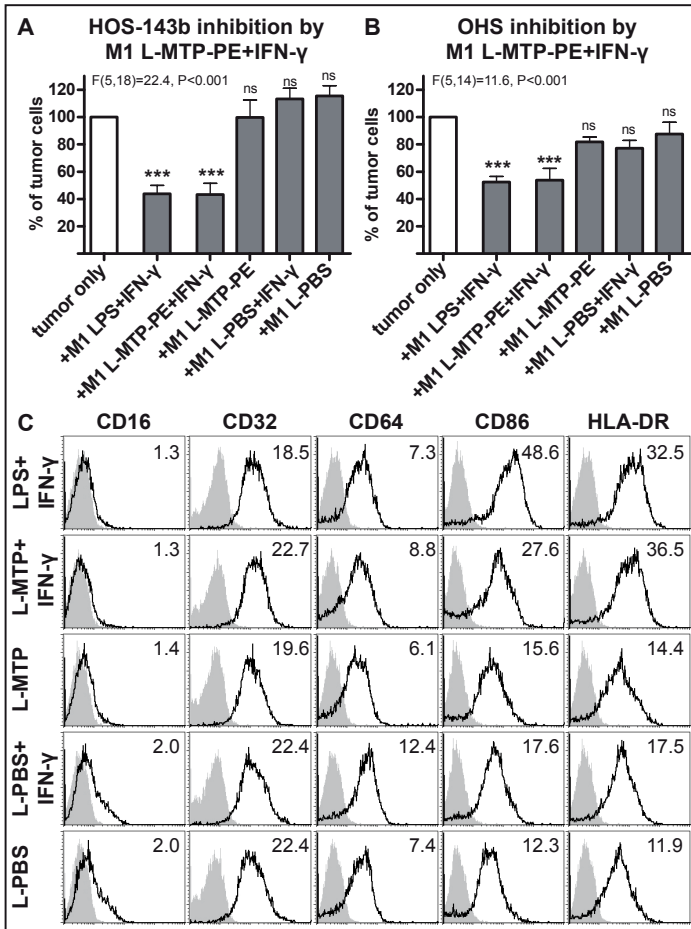 A
HOS-143b inhibition by
M1 L-MTP-PE+IFN-γ
F(5,18)=22.4, P<0.001
% of tumor cells
120
100
80
60
40
20
***
***
ns
ns
ns
tumor only
+M1 LPS+IFN-γ
+M1 L-MTP-PE+IFN-γ
+M1 L-MTP-PE
+M1 L-PBS+IFN-γ
+M1 L-PBS
B
OHS inhibition by
M1 L-MTP-PE+IFN-γ
F(5,14)=11.6, P<0.001
% of tumor cells
120
100
80
60
40
20
***
***
ns
ns
ns
tumor only
+M1 LPS+IFN-γ
+M1 L-MTP-PE+IFN-γ
+M1 L-MTP-PE
+M1 L-PBS+IFN-γ
+M1 L-PBS
C
CD16 CD32 CD64 CD86 HLA-DR
LPS+
IFN-γ
1.3 18.5 7.3 48.6 32.5
L-MTP+
IFN-γ
1.3 22.7 8.8 27.6 36.5
L-MTP
1.4 19.6 6.1 15.6 14.4
L-PBS+
IFN-γ
2.0 22.4 12.4 17.6 17.5
L-PBS
2.0 22.4 7.4 12.3 11.9